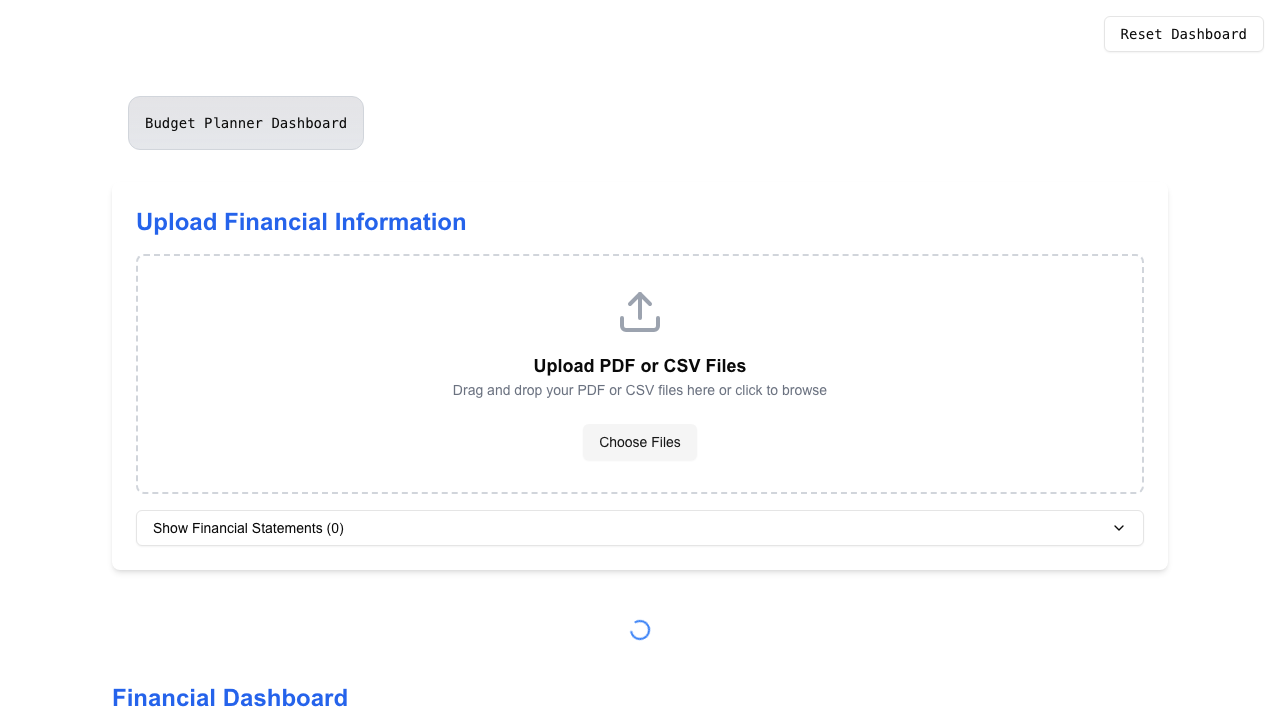 Reset Dashboard
Budget Planner Dashboard
Upload Financial Information
Upload PDF or CSV Files
Drag and drop your PDF or CSV files here or click to browse
Choose Files
Show Financial Statements (0)
Financial Dashboard